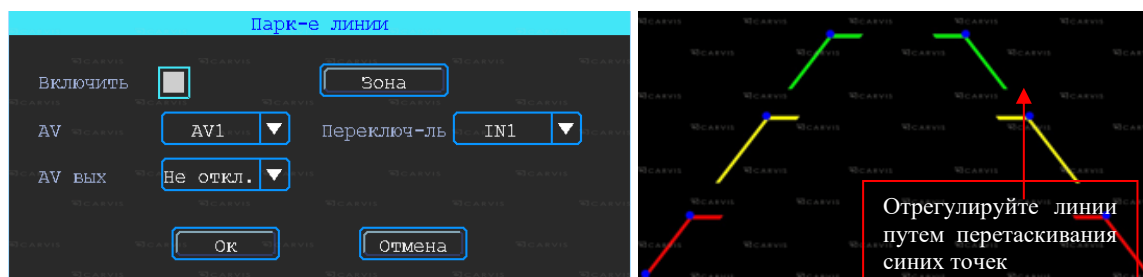 Парк-е линии
Включить Зона
AV AV1 Переключ-ль IN1
AV вых Не откл.
Ок Отмена
Отрегулируйте линии
путем перетаскивания
синих точек
CARVIS